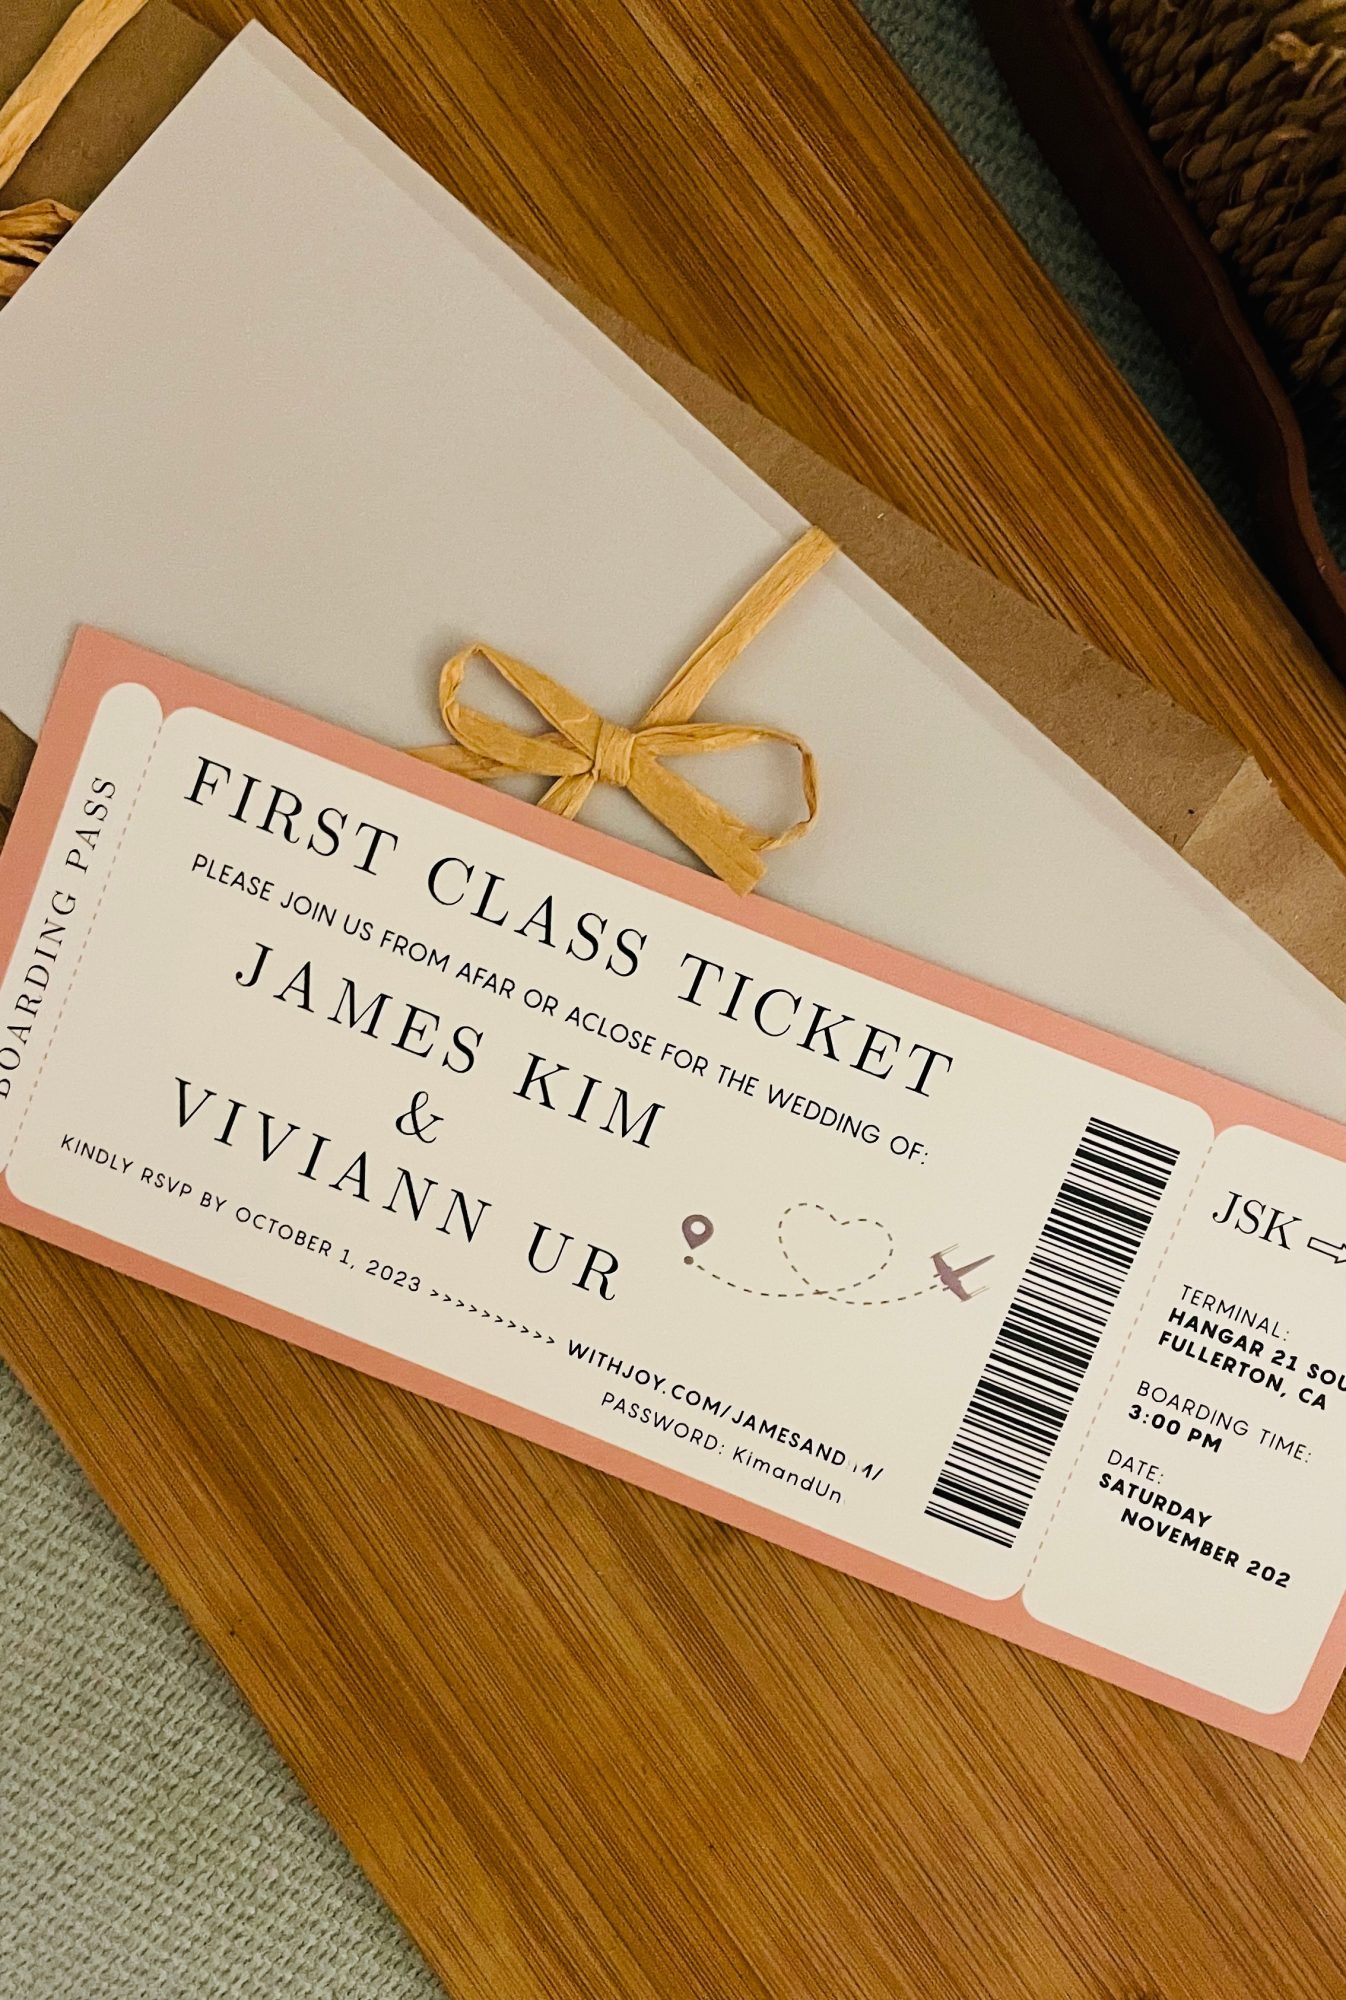 BOARDING PASS
FIRST CLASS TICKET
PLEASE JOIN US FROM AFAR OR ACLOSE FOR THE WEDDING OF:
JAMES KIM
&
VIVIANN UR
KINDLY RSVP BY OCTOBER 1, 2023 >>>>>>>>>>> WITHJOY.COM/
PASSWORD:
JSK
TERMINAL:
HANGAR 21
FULLERTON, CA
BOARDING TIME:
3:00 PM
DATE:
SATURDAY
NOVEMBER